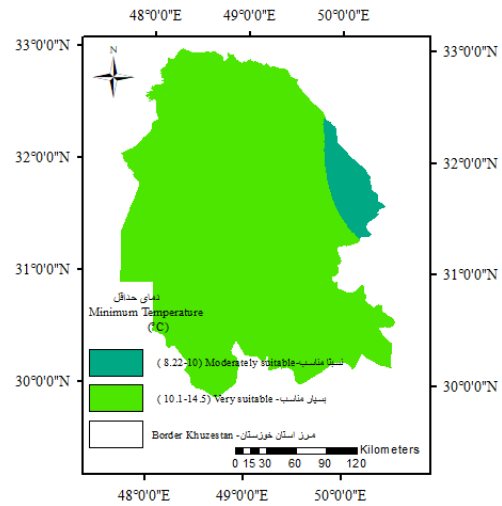 48°0'0"E 49°0'0"E 50°0'0"E
33°0'0"N 33°0'0"N
N
32°0'0"N 32°0'0"N
31°0'0"N 31°0'0"N
دمای حداقل
Minimum Temperature
(°C)
( 8.22-10) Moderately suitable-نسبتا مناسب
30°0'0"N 30°0'0"N
( 10.1-14.5) Very suitable -بسیار مناسب
Border Khuzestan -مرز استان خوزستان
Kilometers
0 15 30 60 90 120
48°0'0"E 49°0'0"E 50°0'0"E